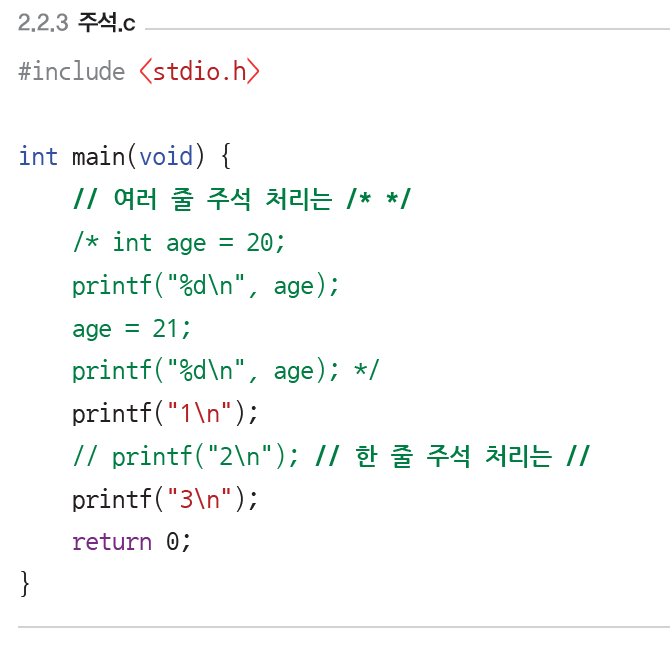 2.2.3 주석.c
#include <stdio.h>
int main(void) {
// 여러 줄 주석 처리는 /* */
/* int age = 20;
printf("%d\n", age);
age = 21;
printf("%d\n", age); */
printf("1\n");
// printf("2\n"); // 한 줄 주석 처리는 //
printf("3\n");
return 0;
}